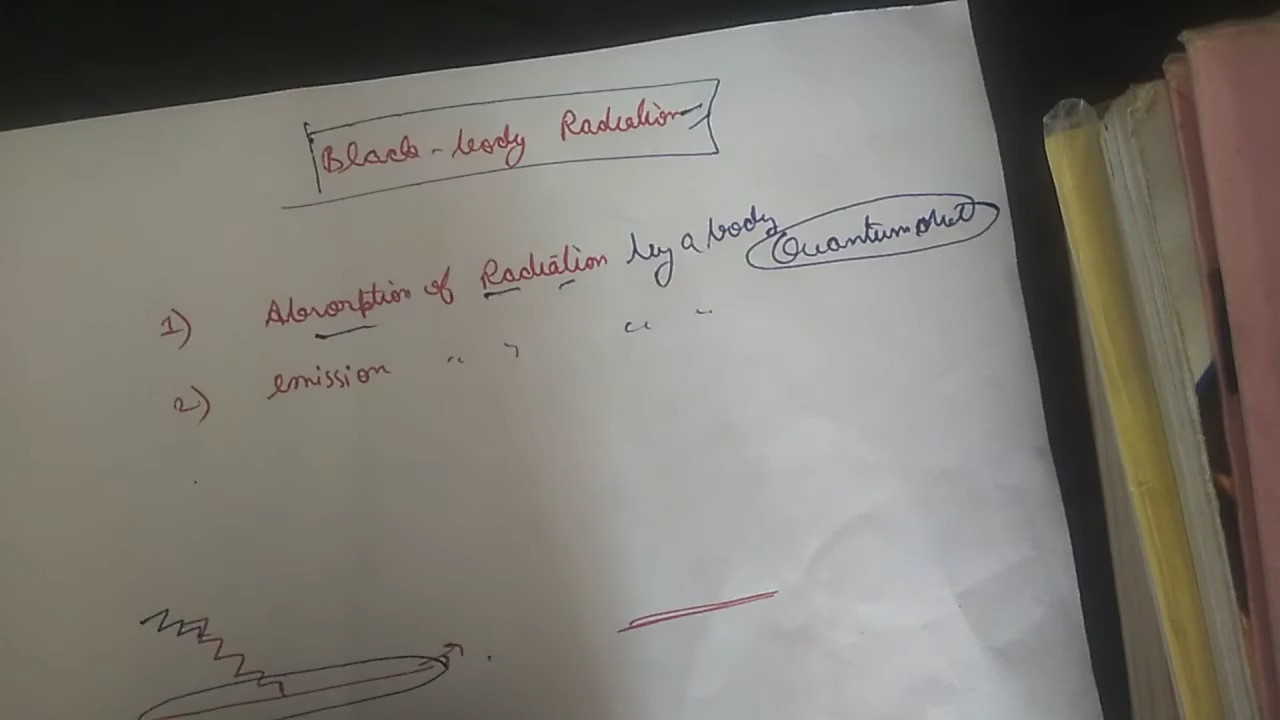 Black-body Radiation
1) Absorption of Radiation by a body
Quantum
2) emission " " " "